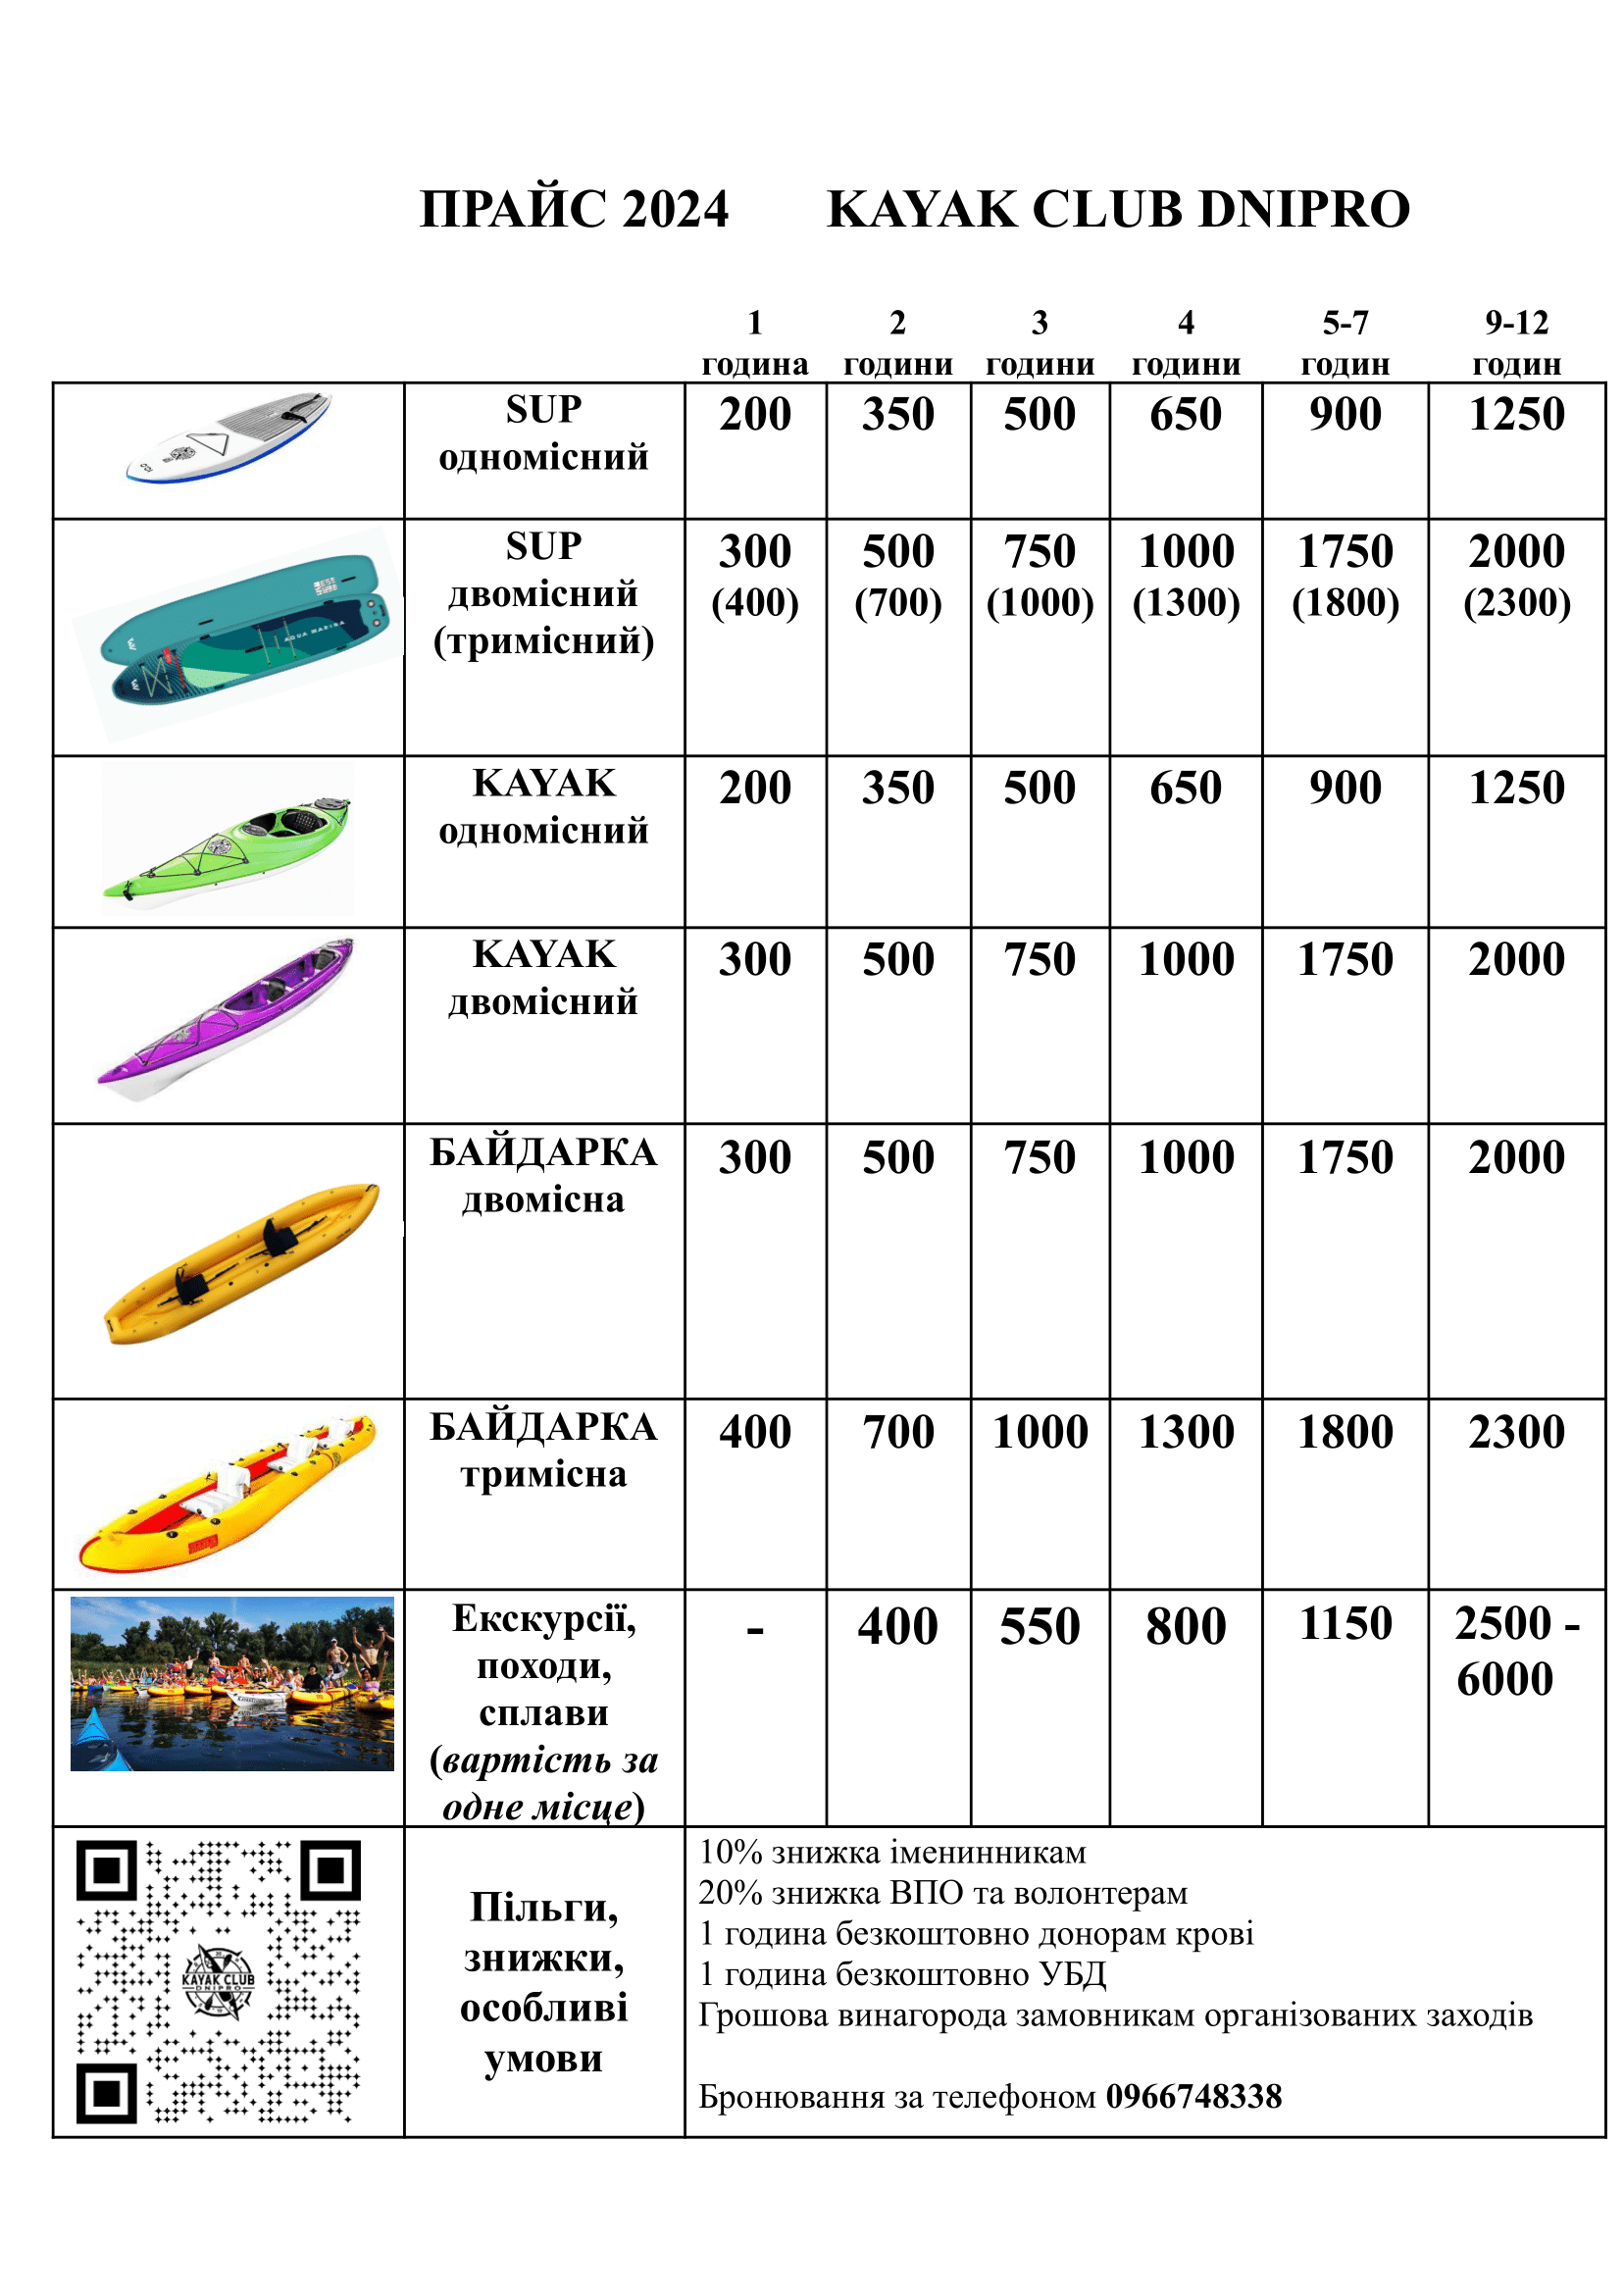 ПРАЙС 2024 KAYAK CLUB DNIPRO
1 2 3 4 5-7 9-12
година години години години годин годин
SUP 200 350 500 650 900 1250
одномісний
SUP 300 500 750 1000 1750 2000
двомісний (400) (700) (1000) (1300) (1800) (2300)
(тримісний)
AQUA MARINA
KAYAK 200 350 500 650 900 1250
одномісний
KAYAK 300 500 750 1000 1750 2000
двомісний
БАЙДАРКА 300 500 750 1000 1750 2000
двомісна
БАЙДАРКА 400 700 1000 1300 1800 2300
тримісна
Екскурсії, - 400 550 800 1150 2500 -
походи, 6000
сплави
(вартість за
одне місце)
KAYAK CLUB
DNIPRO
Пільги,
знижки,
особливі
умови
10% знижка іменинникам
20% знижка ВПО та волонтерам
1 година безкоштовно донорам крові
1 година безкоштовно УБД
Грошова винагорода замовникам організованих заходів
Бронювання за телефоном 0966748338